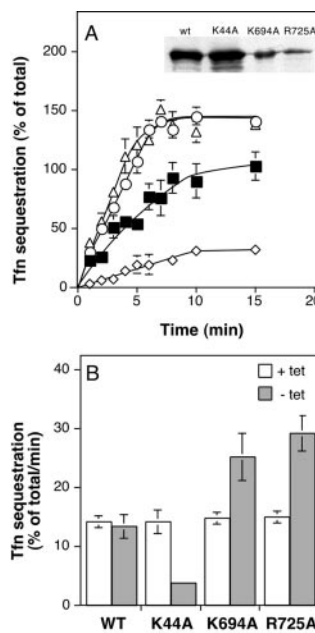 A
wt K44A K694A R725A
200
150
100
50
0
Tfn sequestration (% of total)
0 5 10 15 20
Time (min)
B
+ tet
- tet
40
30
20
10
0
Tfn sequestration
(% of total/min)
WT K44A K694A R725A